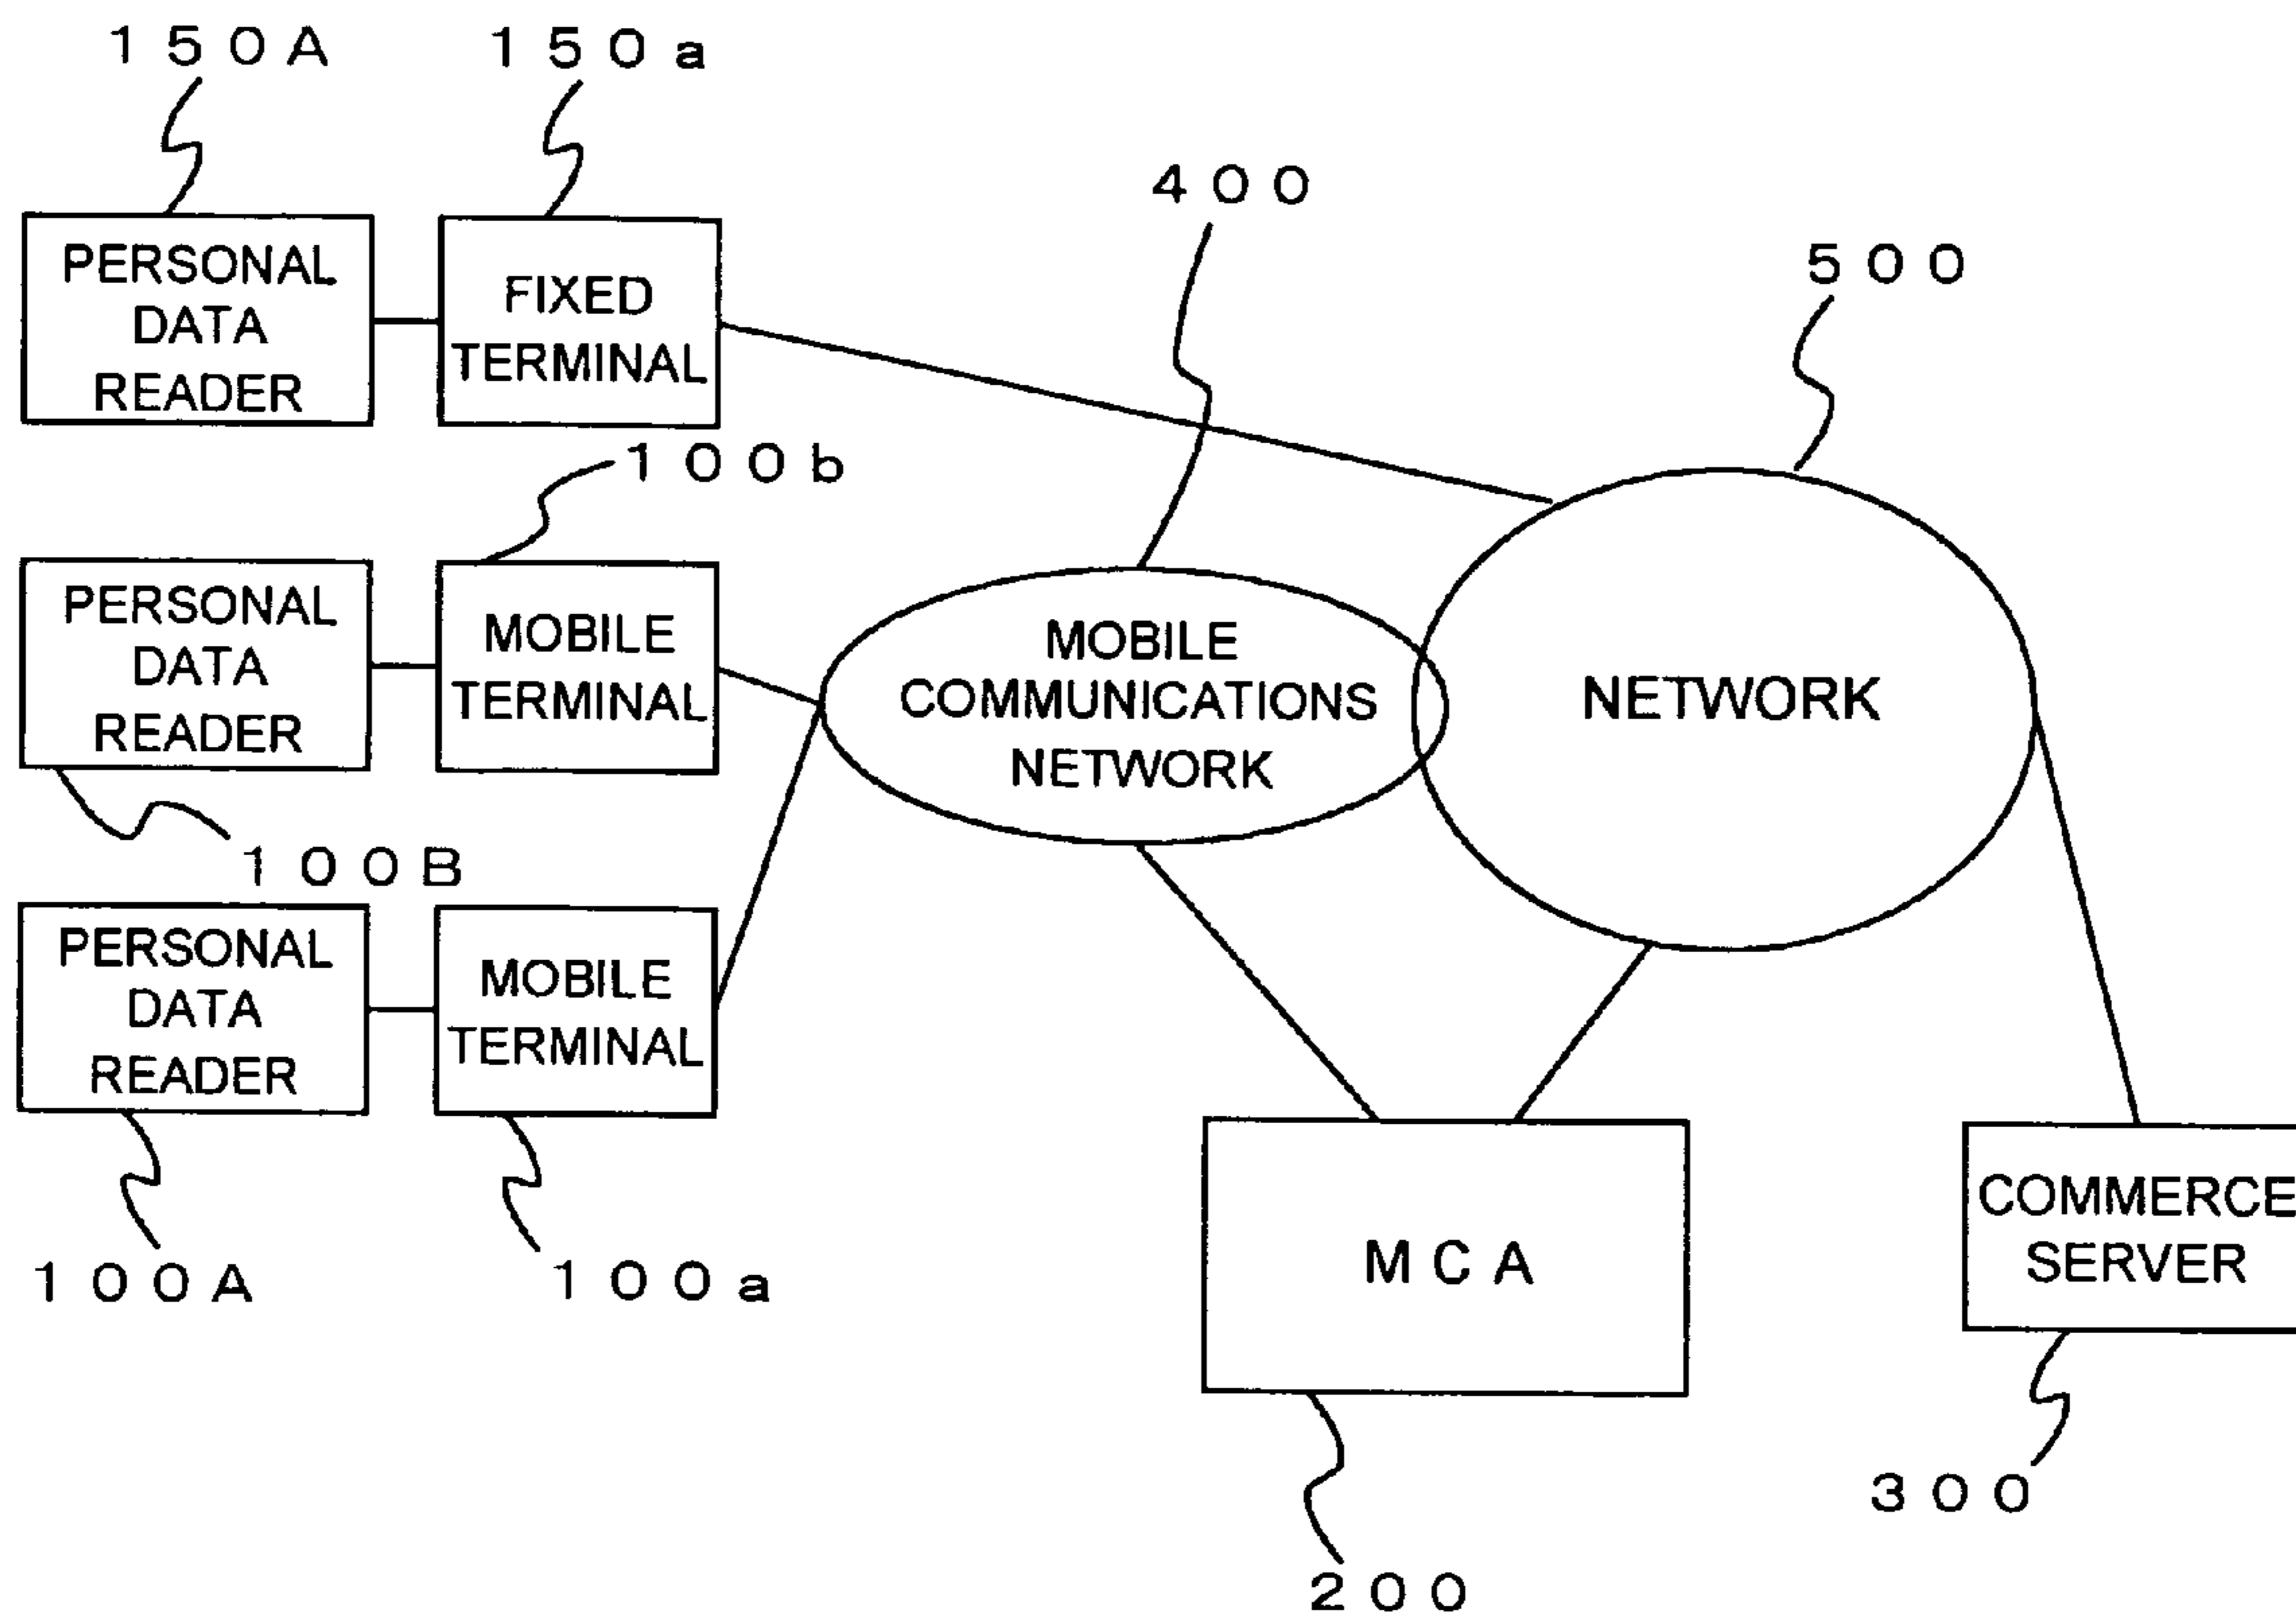 150A
150a
400
500
PERSONAL
DATA
READER
FIXED
TERMINAL
100b
PERSONAL
DATA
READER
MOBILE
TERMINAL
MOBILE
COMMUNICATIONS
NETWORK
NETWORK
100B
PERSONAL
DATA
READER
MOBILE
TERMINAL
100A
100a
MCA
COMMERCE
SERVER
300
200